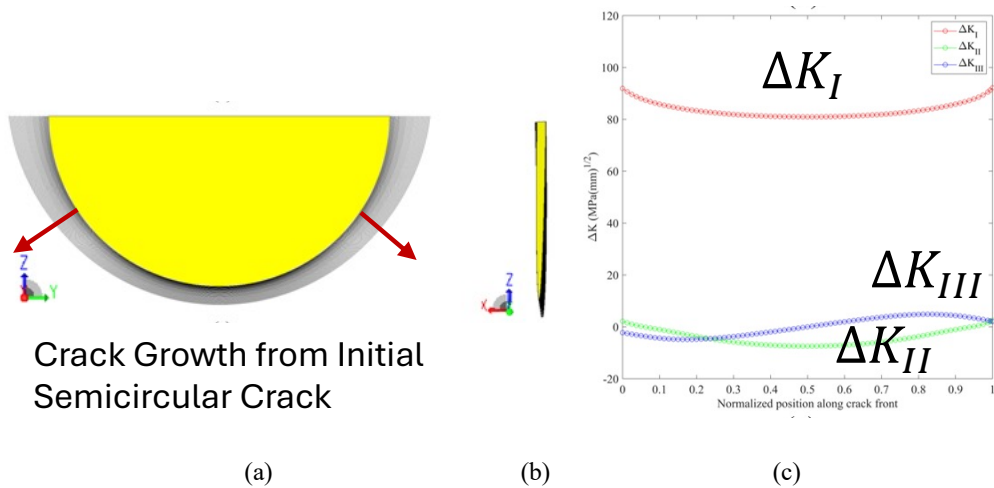 120
100
80
60
40
20
0
-20
ΔK (MPa(mm)^1/2)
ΔK_I
ΔK_II
ΔK_III
ΔK_I
ΔK_III
ΔK_II
0 0.1 0.2 0.3 0.4 0.5 0.6 0.7 0.8 0.9 1
Normalized position along crack front
Z
X
Y
Z
X
Crack Growth from Initial
Semicircular Crack
(a) (b) (c)